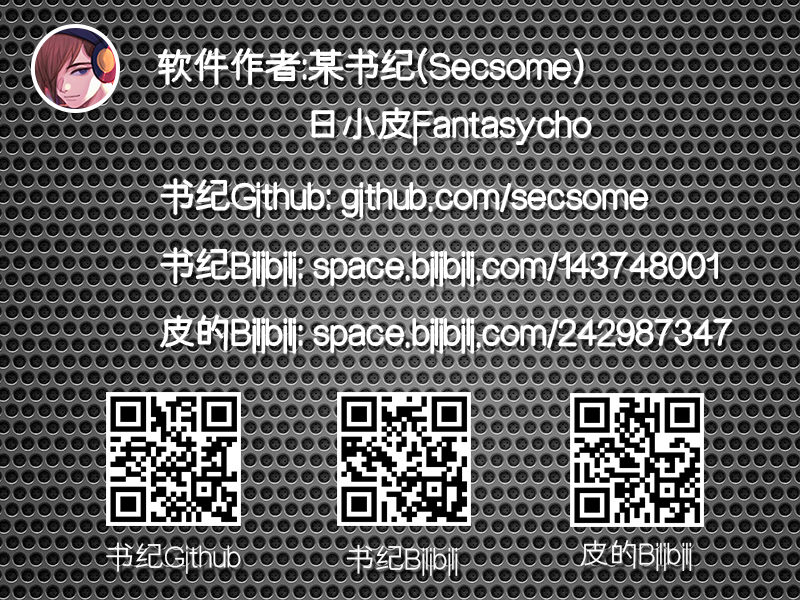 软件作者:某书纪(Secsome)
日小皮Fantasycho
书纪Github: github.com/secsome
书纪Bilibili: space.bilibili.com/143748001
皮的Bilibili: space.bilibili.com/242987347
书纪Github
书纪Bilibili
皮的Bilibili